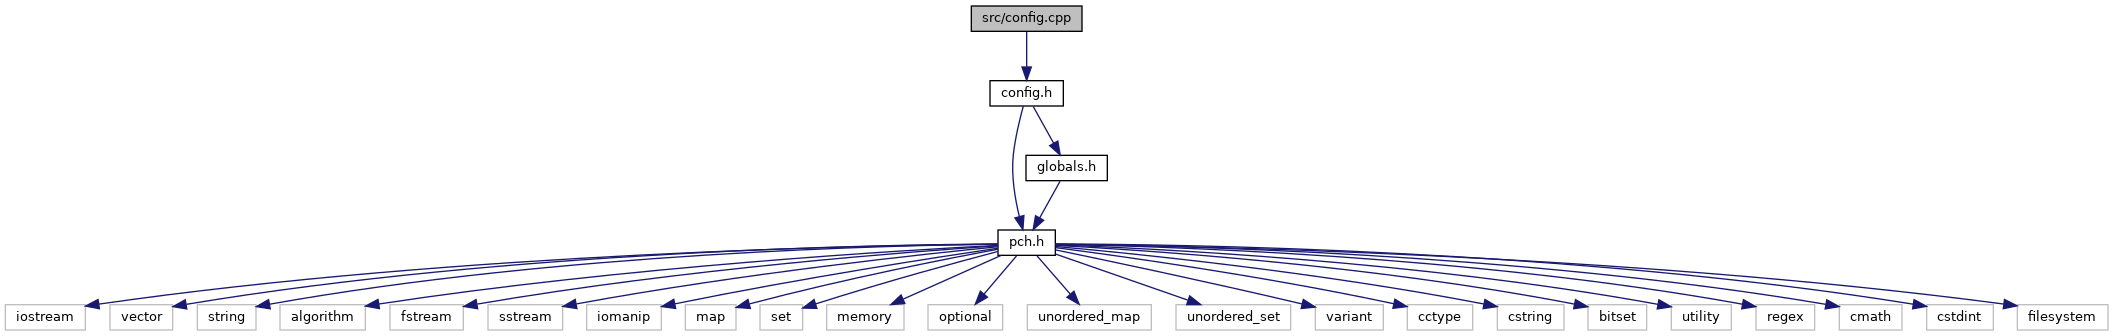 src/config.cpp
config.h
globals.h
pch.h
iostream
vector
string
algorithm
fstream
sstream
iomanip
map
set
memory
optional
unordered_map
unordered_set
variant
cctype
cstring
bitset
utility
regex
cmath
cstdint
filesystem